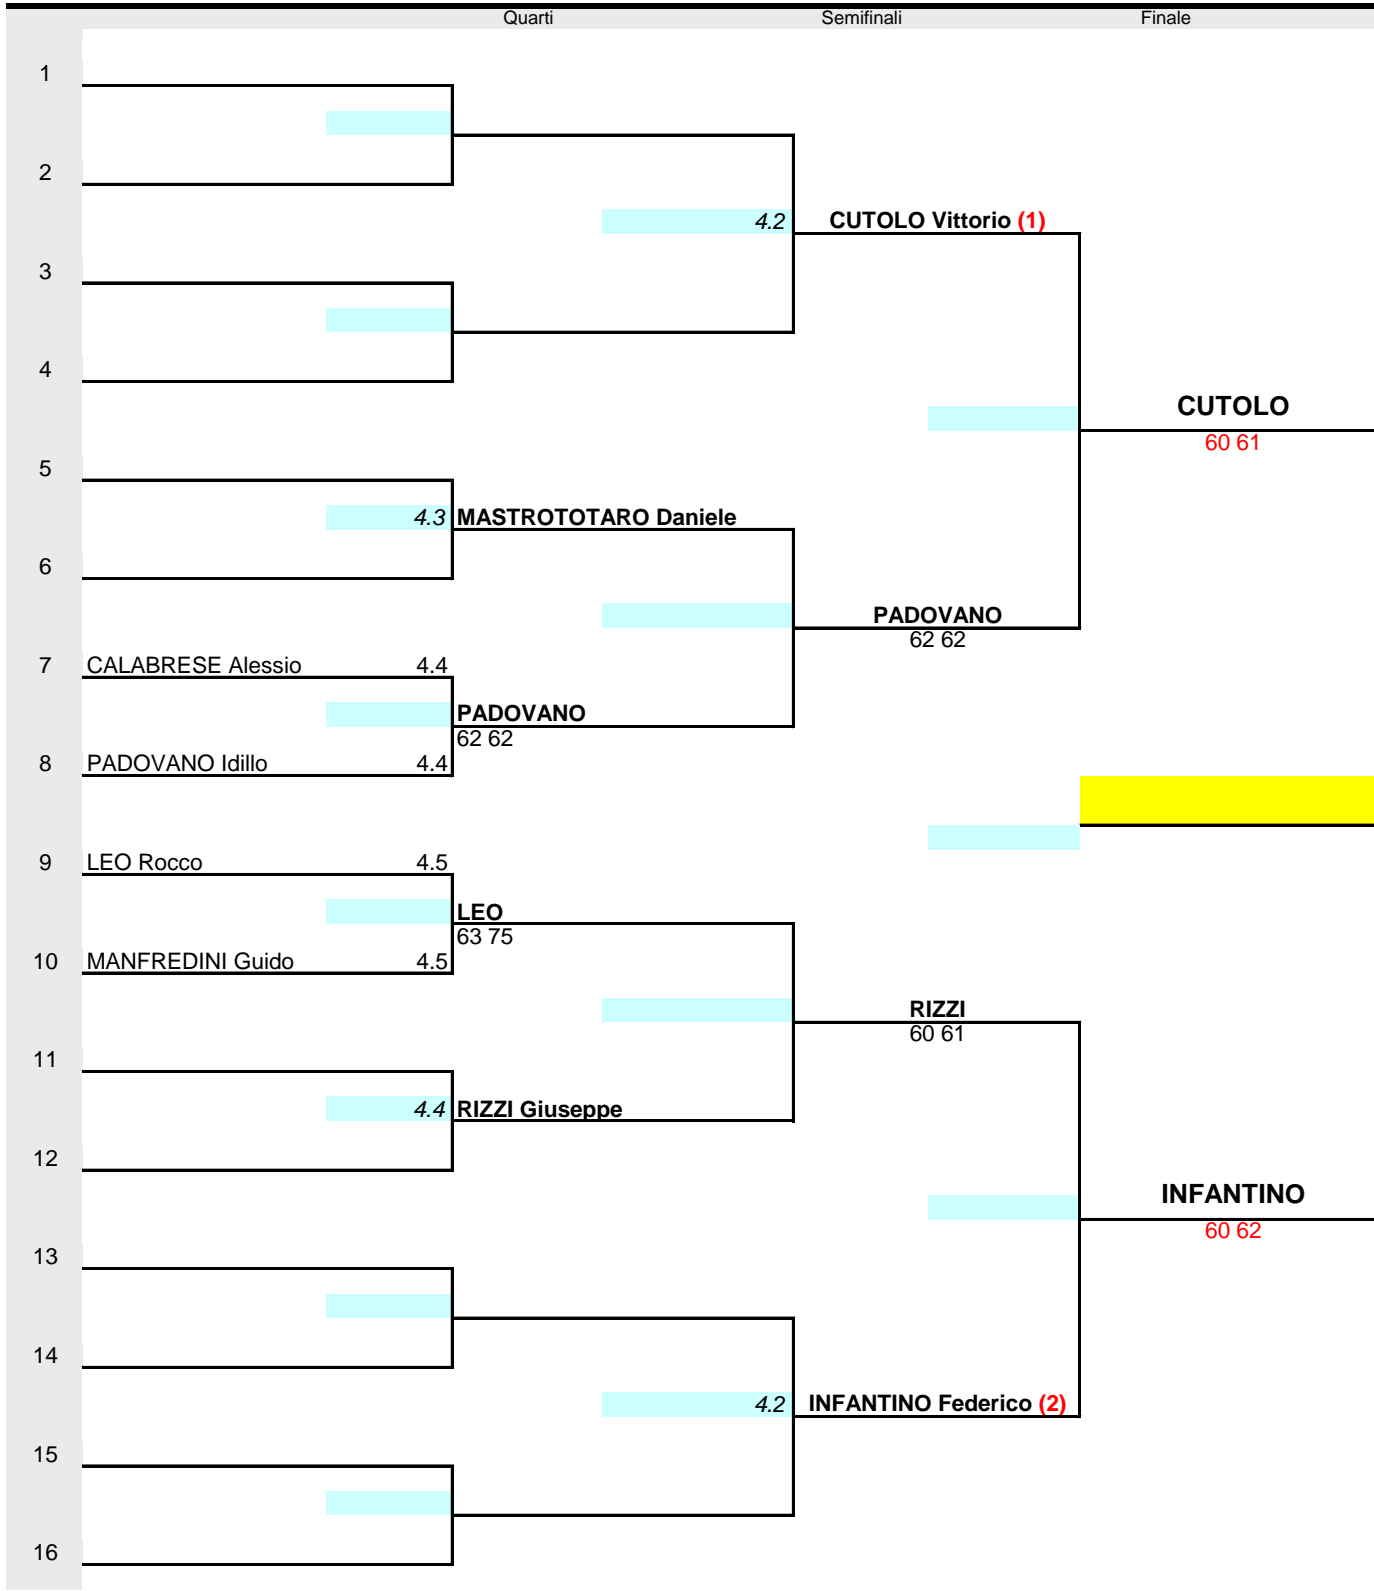 Quarti Semifinali Finale
1
2
4.2 CUTOLO Vittorio (1)
3
4
CUTOLO
60 61
5
4.3 MASTROTOTARO Daniele
6
PADOVANO
62 62
7 CALABRESE Alessio 4.4
PADOVANO
62 62
8 PADOVANO Idillo 4.4
9 LEO Rocco 4.5
LEO
63 75
10 MANFREDINI Guido 4.5
RIZZI
60 61
11
4.4 RIZZI Giuseppe
12
INFANTINO
60 62
13
14
4.2 INFANTINO Federico (2)
15
16